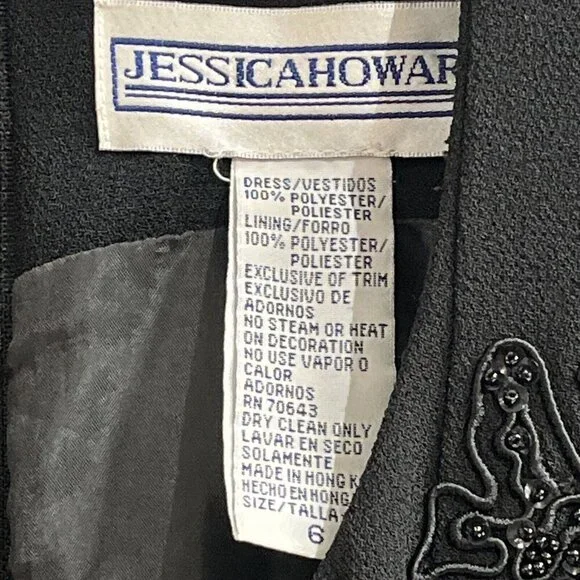 JESSICAHOWAR
DRESS/VESTIDOS
100% POLYESTER/
POLIESTER
LINING/FORRO
100% POLYESTER/
POLIESTER
EXCLUSIVE OF TRIM
EXCLUSIVO DE
ADORNOS
NO STEAM OR HEAT
ON DECORATION
NO USE VAPOR O
CALOR
ADORNOS
RN 70643
DRY CLEAN ONLY
LAVAR EN SECO
SOLAMENTE
MADE IN HONG K
HECHO EN HONG
SIZE/TALLA
6